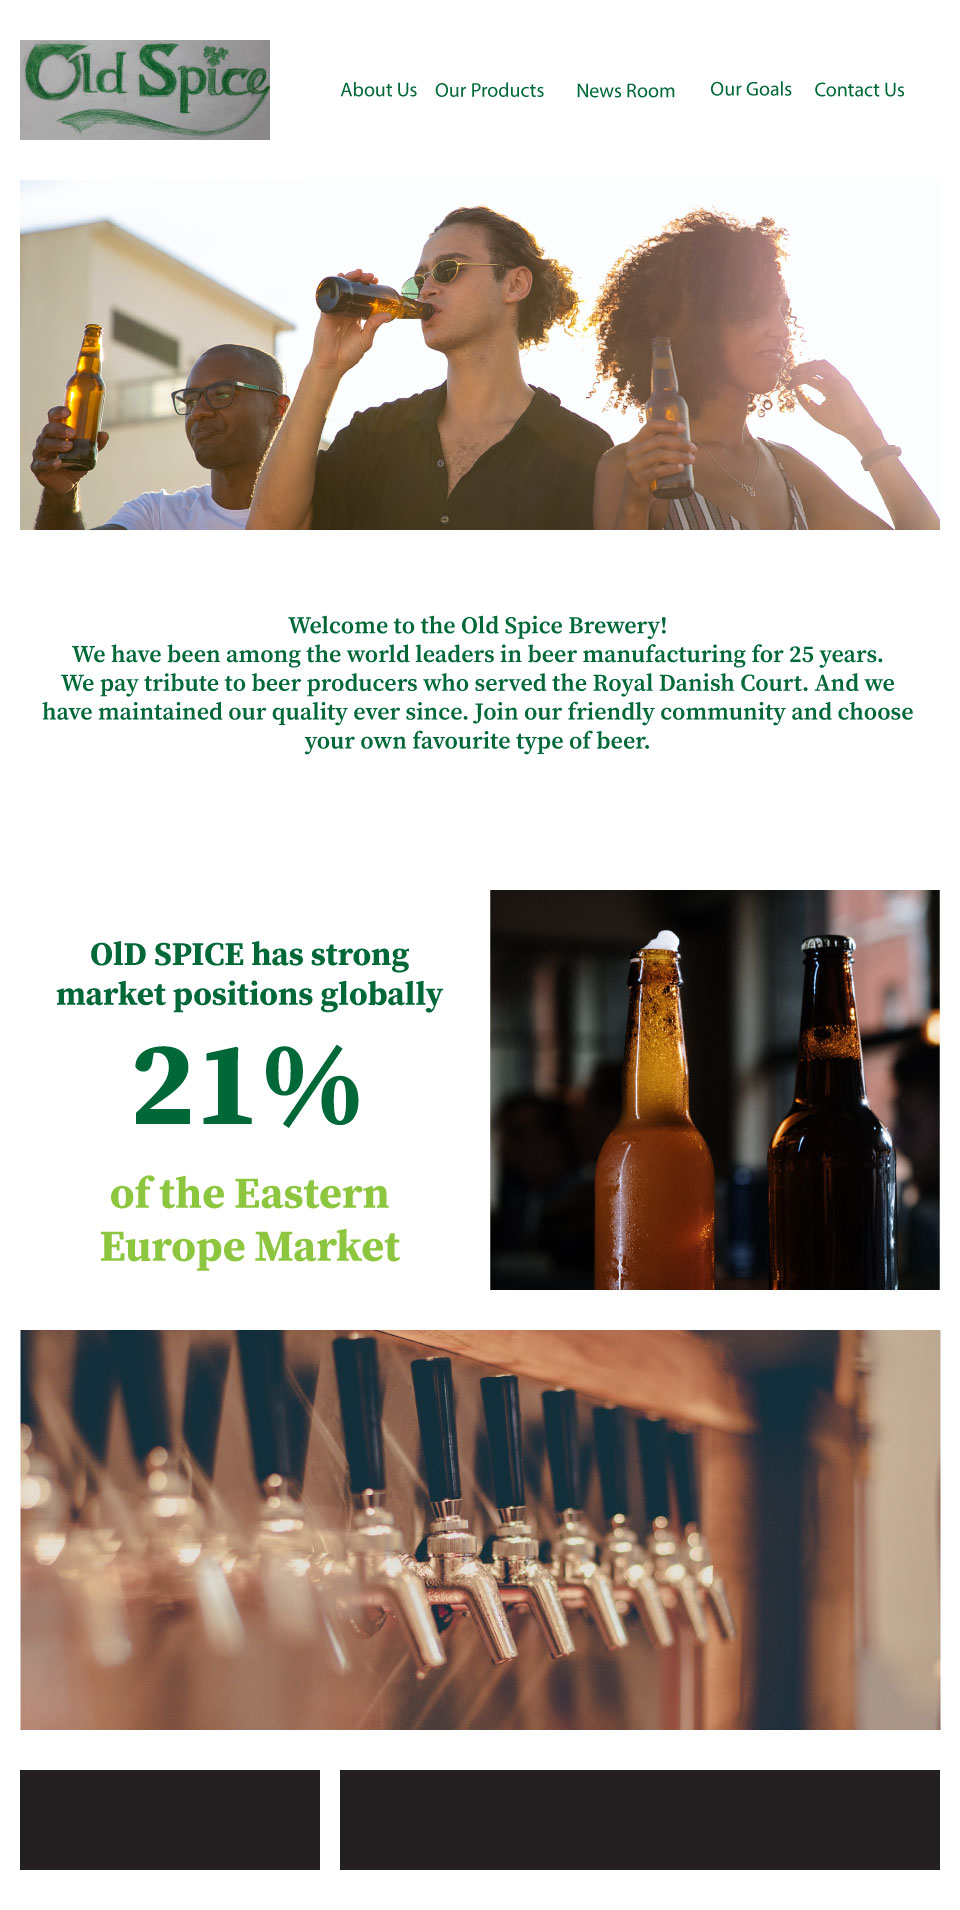 Old Spice
About Us Our Products News Room Our Goals Contact Us
Welcome to the Old Spice Brewery!
We have been among the world leaders in beer manufacturing for 25 years.
We pay tribute to beer producers who served the Royal Danish Court. And we
have maintained our quality ever since. Join our friendly community and choose
your own favourite type of beer.
OlD SPICE has strong
market positions globally
21%
of the Eastern
Europe Market